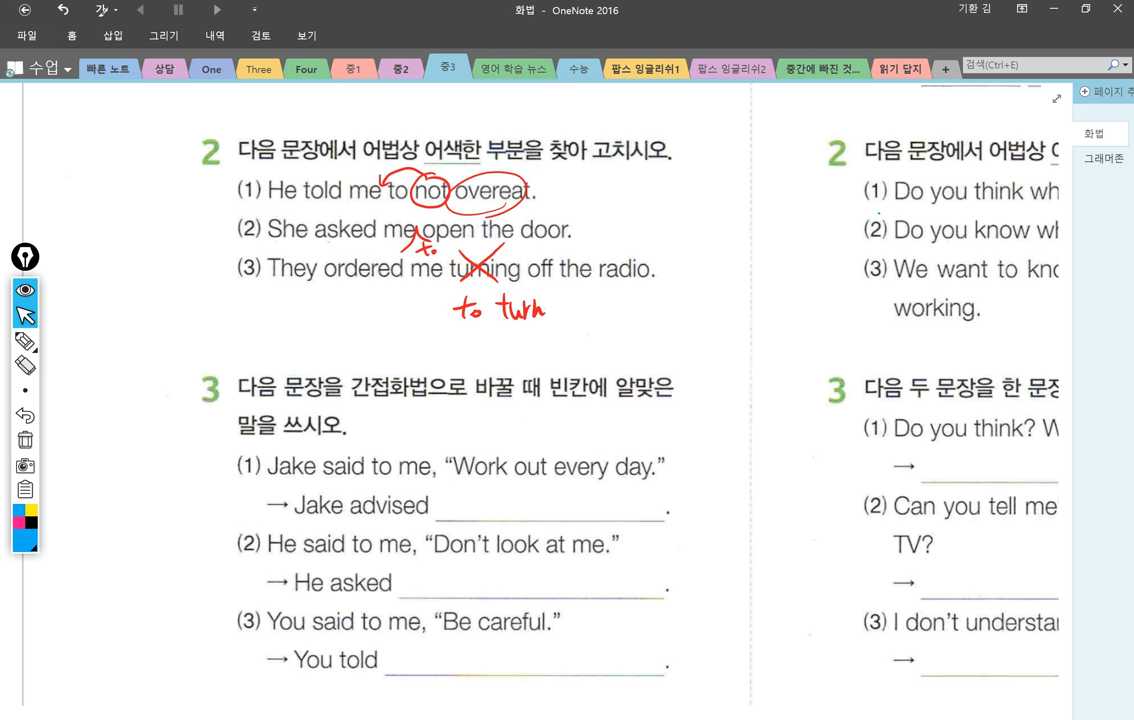 화법 - OneNote 2016
기환 김
파일 홈 삽입 그리기 내역 검토 보기
수업 빠른 노트 상담 One Three Four 중1 중2 중3 영어 학습 뉴스 수능 팝스 잉글리쉬1 팝스 잉글리쉬2 중간에 빠진 것... 읽기 답지 + 검색(Ctrl+E)
페이지 추
화법
그래머존
2 다음 문장에서 어법상 어색한 부분을 찾아 고치시오.
(1) He told me to not overeat.
(2) She asked me open the door.
to
(3) They ordered me turning off the radio.
to turn
3 다음 문장을 간접화법으로 바꿀 때 빈칸에 알맞은
말을 쓰시오.
(1) Jake said to me, “Work out every day.”
→ Jake advised ____________.
(2) He said to me, “Don’t look at me.”
→ He asked ____________.
(3) You said to me, “Be careful.”
→ You told ____________.
2 다음 문장에서 어법상
(1) Do you think wh
(2) Do you know wh
(3) We want to kno
working.
3 다음 두 문장을 한 문장
(1) Do you think? W
→ ____________
(2) Can you tell me
TV?
→ ____________
(3) I don’t understa
→ ____________